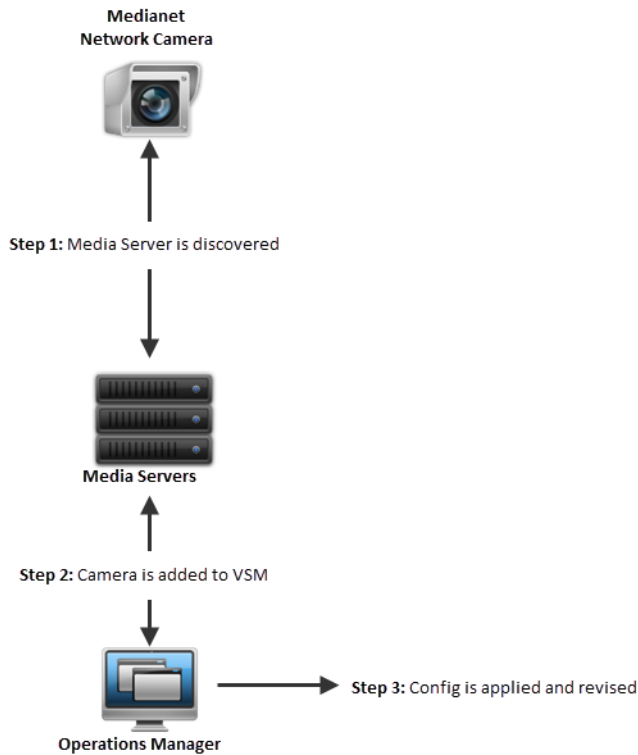 Medianet
Network Camera
Step 1: Media Server is discovered
Media Servers
Step 2: Camera is added to VSM
Step 3: Config is applied and revised
Operations Manager